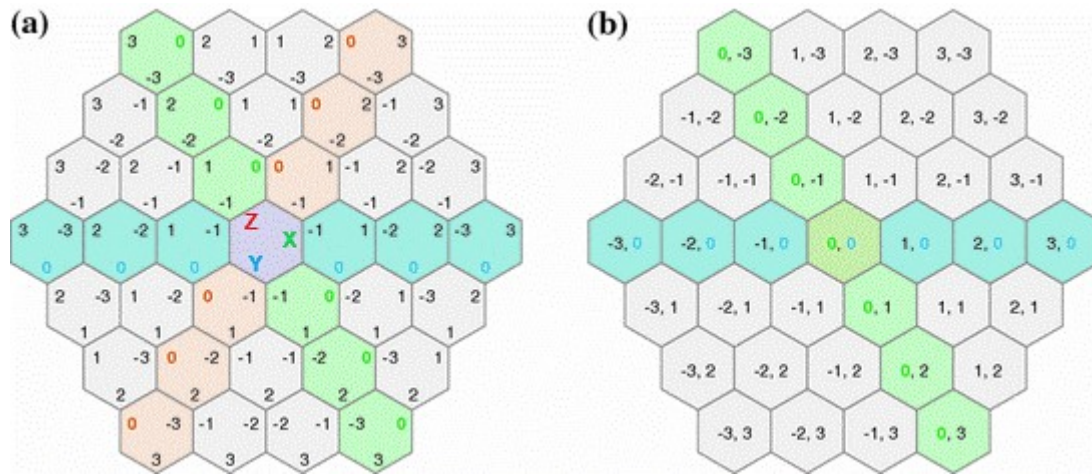 (a)
3 0 2 1 1 2 0 3
-3 -3 -3 -3
3 -1 2 0 1 1 0 2 -1 3
-2 -2 -2 -2 -2
3 -2 2 -1 1 0 0 1 -1 2 -2 3
-1 -1 -1 -1 -1 -1
3 -3 2 -2 1 -1 Z X -1 1 -2 2 -3 3
0 0 0 Y 0 0 0
2 -3 1 -2 0 -1 -1 0 -2 1 -3 2
1 1 1 1 1 1
1 -3 0 -2 -1 -1 -2 0 -3 1
2 2 2 2 2
0 -3 -1 -2 -2 -1 -3 0
3 3 3 3
(b)
0, -3 1, -3 2, -3 3, -3
-1, -2 0, -2 1, -2 2, -2 3, -2
-2, -1 -1, -1 0, -1 1, -1 2, -1 3, -1
-3, 0 -2, 0 -1, 0 0, 0 1, 0 2, 0 3, 0
-3, 1 -2, 1 -1, 1 0, 1 1, 1 2, 1
-3, 2 -2, 2 -1, 2 0, 2 1, 2
-3, 3 -2, 3 -1, 3 0, 3